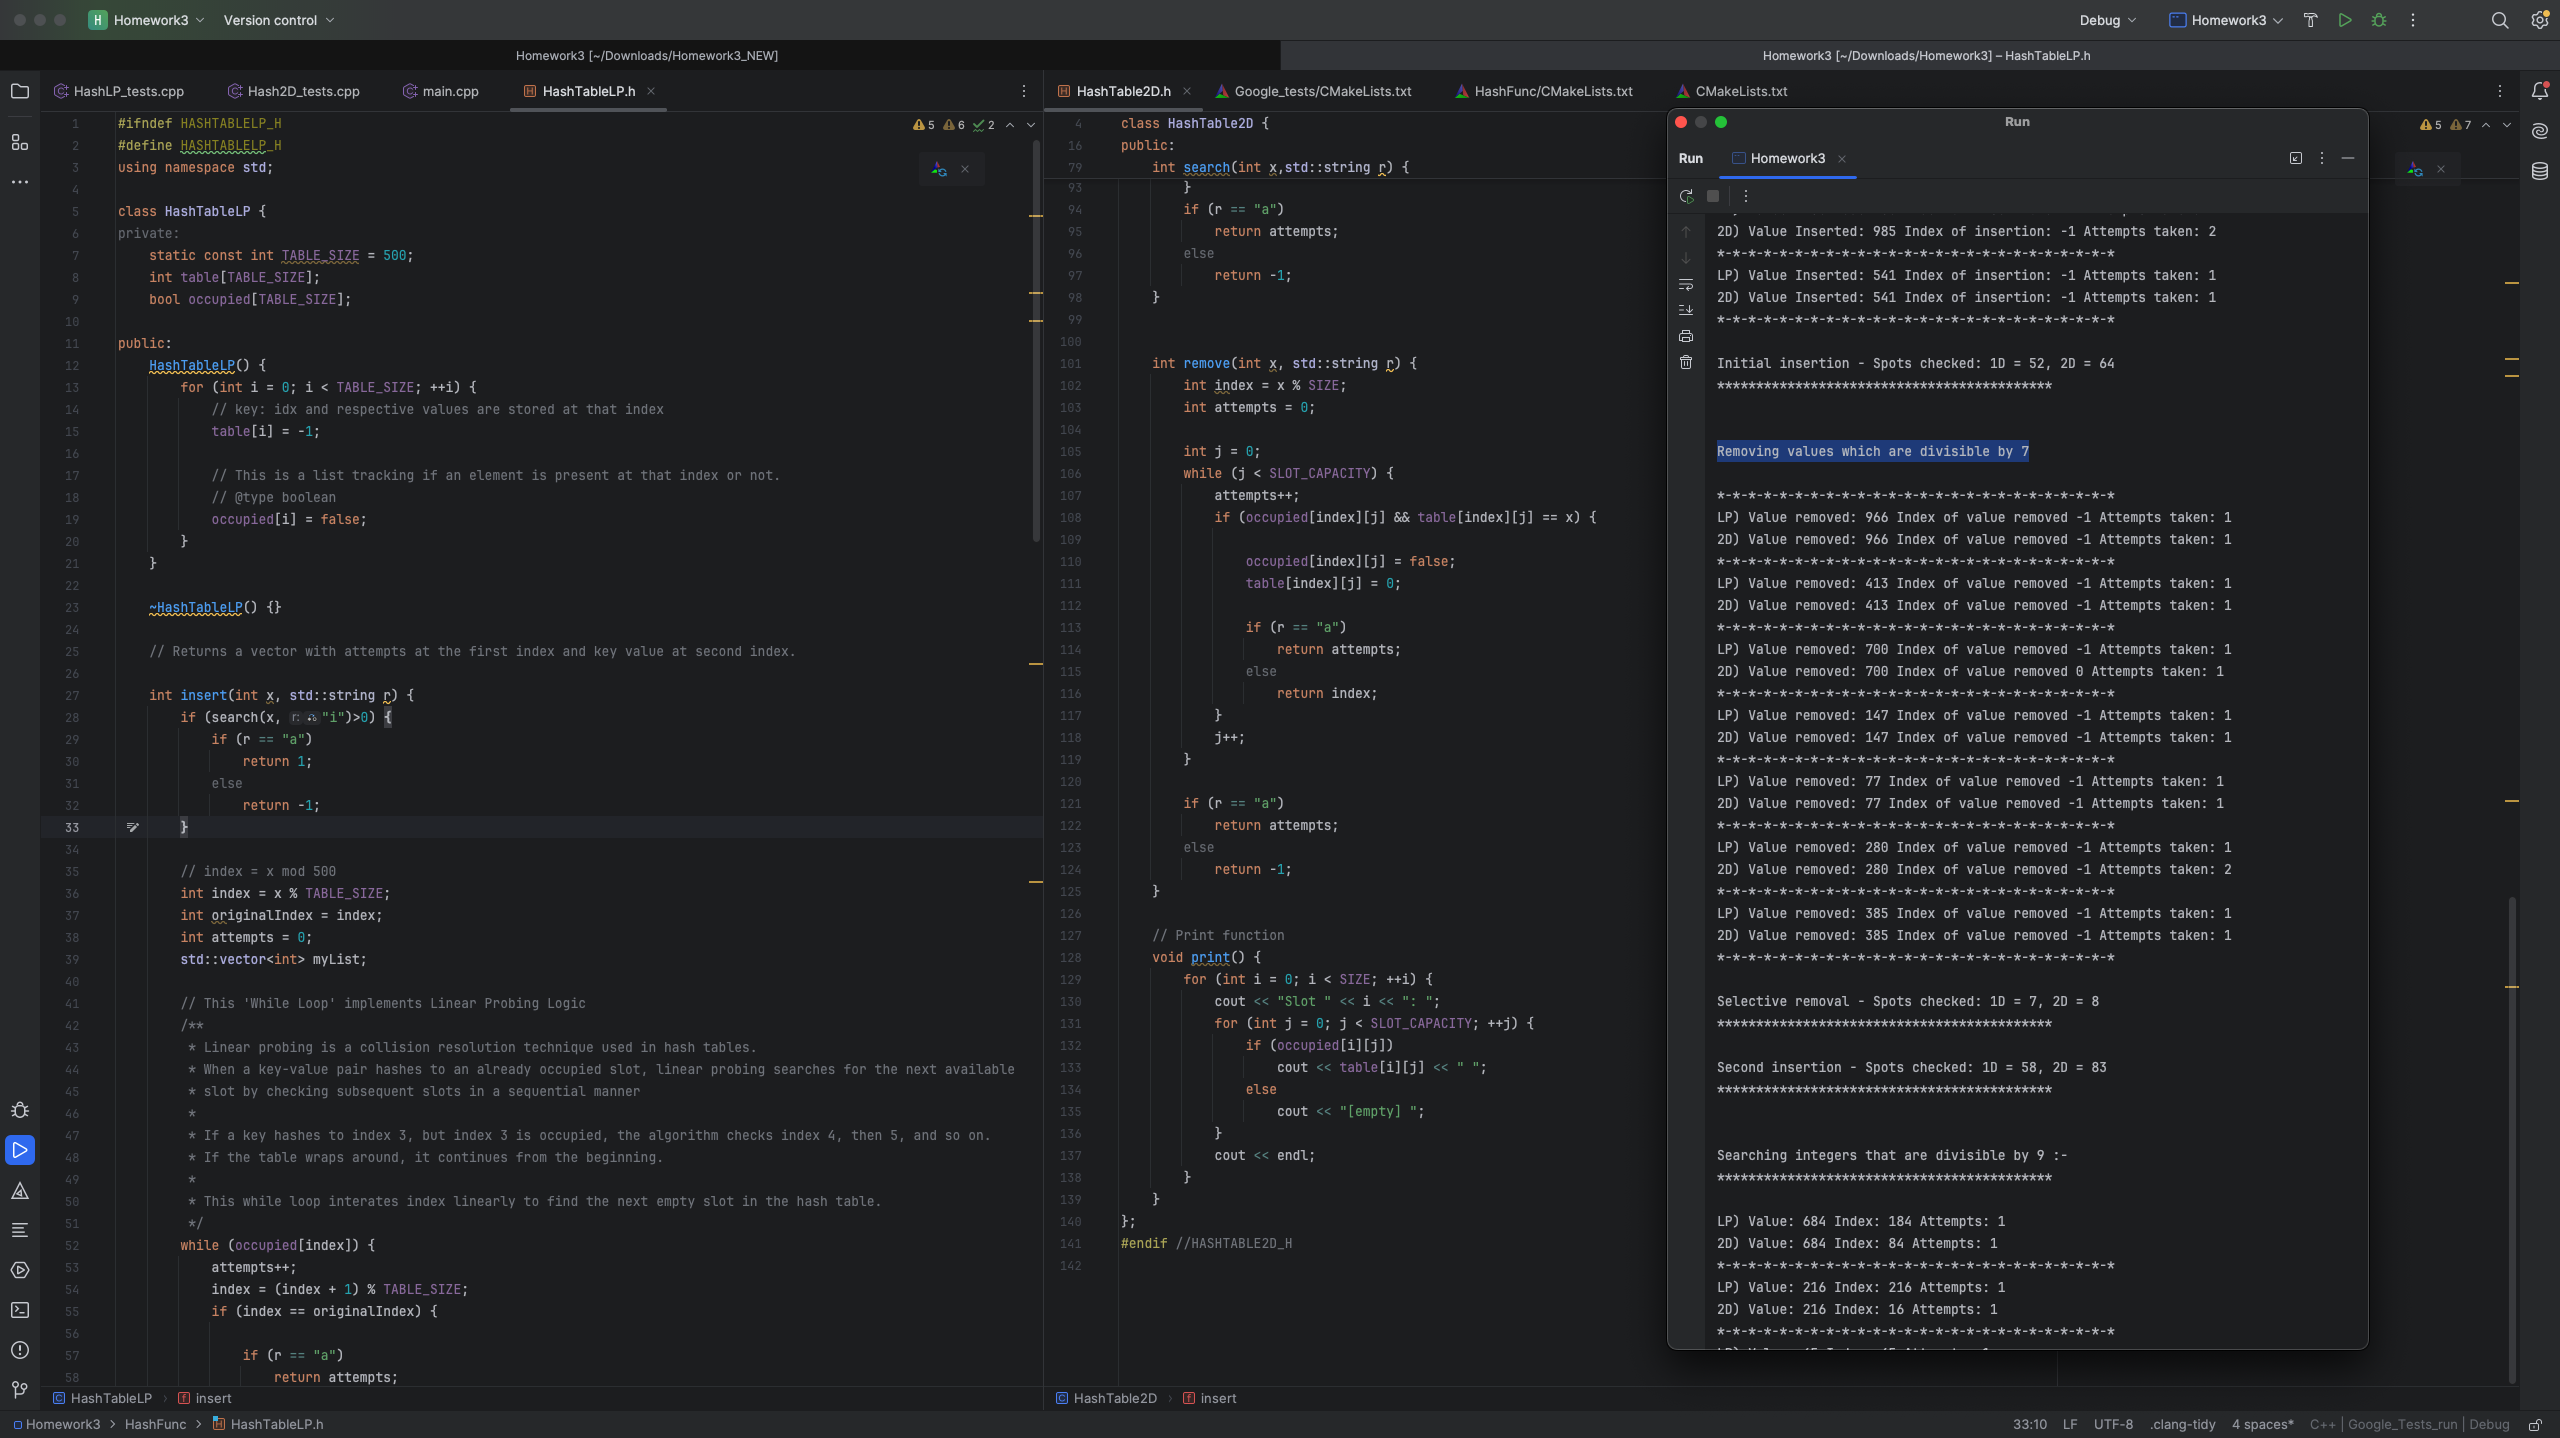 H Homework3 Version control Debug Homework3
Homework3 [~/Downloads/Homework3_NEW] Homework3 [~/Downloads/Homework3] – HashTableLP.h
HashLP_tests.cpp Hash2D_tests.cpp main.cpp HashTableLP.h
5 6 2
1 #ifndef HASHTABLELP_H
2 #define HASHTABLELP_H
3 using namespace std;
4
5 class HashTableLP {
6 private:
7 static const int TABLE_SIZE = 500;
8 int table[TABLE_SIZE];
9 bool occupied[TABLE_SIZE];
10
11 public:
12 HashTableLP() {
13 for (int i = 0; i < TABLE_SIZE; ++i) {
14 // key: idx and respective values are stored at that index
15 table[i] = -1;
16
17 // This is a list tracking if an element is present at that index or not.
18 // @type boolean
19 occupied[i] = false;
20 }
21 }
22
23 ~HashTableLP() {}
24
25 // Returns a vector with attempts at the first index and key value at second index.
26
27 int insert(int x, std::string r) {
28 if (search(x, r: "i")>0) {
29 if (r == "a")
30 return 1;
31 else
32 return -1;
33 }
34
35 // index = x mod 500
36 int index = x % TABLE_SIZE;
37 int originalIndex = index;
38 int attempts = 0;
39 std::vector<int> myList;
40
41 // This 'While Loop' implements Linear Probing Logic
42 /**
43 * Linear probing is a collision resolution technique used in hash tables.
44 * When a key-value pair hashes to an already occupied slot, linear probing searches for the next available
45 * slot by checking subsequent slots in a sequential manner
46 *
47 * If a key hashes to index 3, but index 3 is occupied, the algorithm checks index 4, then 5, and so on.
48 * If the table wraps around, it continues from the beginning.
49 *
50 * This while loop interates index linearly to find the next empty slot in the hash table.
51 */
52 while (occupied[index]) {
53 attempts++;
54 index = (index + 1) % TABLE_SIZE;
55 if (index == originalIndex) {
56
57 if (r == "a")
58 return attempts;
HashTableLP insert
HashTable2D.h Google_tests/CMakeLists.txt HashFunc/CMakeLists.txt CMakeLists.txt
5 7
4 class HashTable2D {
16 public:
79 int search(int x,std::string r) {
93 }
94 if (r == "a")
95 return attempts;
96 else
97 return -1;
98 }
99
100
101 int remove(int x, std::string r) {
102 int index = x % SIZE;
103 int attempts = 0;
104
105 int j = 0;
106 while (j < SLOT_CAPACITY) {
107 attempts++;
108 if (occupied[index][j] && table[index][j] == x) {
109
110 occupied[index][j] = false;
111 table[index][j] = 0;
112
113 if (r == "a")
114 return attempts;
115 else
116 return index;
117 }
118 j++;
119 }
120
121 if (r == "a")
122 return attempts;
123 else
124 return -1;
125 }
126
127 // Print function
128 void print() {
129 for (int i = 0; i < SIZE; ++i) {
130 cout << "Slot " << i << ": ";
131 for (int j = 0; j < SLOT_CAPACITY; ++j) {
132 if (occupied[i][j])
133 cout << table[i][j] << " ";
134 else
135 cout << "[empty] ";
136 }
137 cout << endl;
138 }
139 }
140 };
141 #endif //HASHTABLE2D_H
142
HashTable2D insert
Run
Run Homework3
2D) Value Inserted: 985 Index of insertion: -1 Attempts taken: 2
*-*-*-*-*-*-*-*-*-*-*-*-*-*-*-*-*-*-*-*-*-*-*-*-*-*
LP) Value Inserted: 541 Index of insertion: -1 Attempts taken: 1
2D) Value Inserted: 541 Index of insertion: -1 Attempts taken: 1
*-*-*-*-*-*-*-*-*-*-*-*-*-*-*-*-*-*-*-*-*-*-*-*-*-*
Initial insertion - Spots checked: 1D = 52, 2D = 64
*******************************************
Removing values which are divisible by 7
*-*-*-*-*-*-*-*-*-*-*-*-*-*-*-*-*-*-*-*-*-*-*-*-*-*
LP) Value removed: 966 Index of value removed -1 Attempts taken: 1
2D) Value removed: 966 Index of value removed -1 Attempts taken: 1
*-*-*-*-*-*-*-*-*-*-*-*-*-*-*-*-*-*-*-*-*-*-*-*-*-*
LP) Value removed: 413 Index of value removed -1 Attempts taken: 1
2D) Value removed: 413 Index of value removed -1 Attempts taken: 1
*-*-*-*-*-*-*-*-*-*-*-*-*-*-*-*-*-*-*-*-*-*-*-*-*-*
LP) Value removed: 700 Index of value removed -1 Attempts taken: 1
2D) Value removed: 700 Index of value removed 0 Attempts taken: 1
*-*-*-*-*-*-*-*-*-*-*-*-*-*-*-*-*-*-*-*-*-*-*-*-*-*
LP) Value removed: 147 Index of value removed -1 Attempts taken: 1
2D) Value removed: 147 Index of value removed -1 Attempts taken: 1
*-*-*-*-*-*-*-*-*-*-*-*-*-*-*-*-*-*-*-*-*-*-*-*-*-*
LP) Value removed: 77 Index of value removed -1 Attempts taken: 1
2D) Value removed: 77 Index of value removed -1 Attempts taken: 1
*-*-*-*-*-*-*-*-*-*-*-*-*-*-*-*-*-*-*-*-*-*-*-*-*-*
LP) Value removed: 280 Index of value removed -1 Attempts taken: 1
2D) Value removed: 280 Index of value removed -1 Attempts taken: 2
*-*-*-*-*-*-*-*-*-*-*-*-*-*-*-*-*-*-*-*-*-*-*-*-*-*
LP) Value removed: 385 Index of value removed -1 Attempts taken: 1
2D) Value removed: 385 Index of value removed -1 Attempts taken: 1
*-*-*-*-*-*-*-*-*-*-*-*-*-*-*-*-*-*-*-*-*-*-*-*-*-*
Selective removal - Spots checked: 1D = 7, 2D = 8
*******************************************
Second insertion - Spots checked: 1D = 58, 2D = 83
*******************************************
Searching integers that are divisible by 9 :-
*******************************************
LP) Value: 684 Index: 184 Attempts: 1
2D) Value: 684 Index: 84 Attempts: 1
*-*-*-*-*-*-*-*-*-*-*-*-*-*-*-*-*-*-*-*-*-*-*-*-*-*
LP) Value: 216 Index: 216 Attempts: 1
2D) Value: 216 Index: 16 Attempts: 1
*-*-*-*-*-*-*-*-*-*-*-*-*-*-*-*-*-*-*-*-*-*-*-*-*-*
Homework3 > HashFunc > HashTableLP.h 33:10 LF UTF-8 .clang-tidy 4 spaces* C++ | Google_Tests_run | Debug